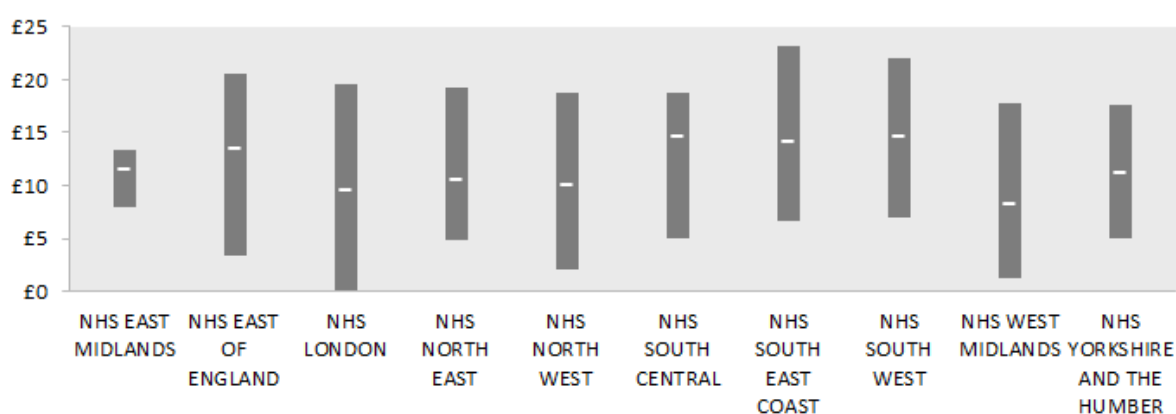 £25
£20
£15
£10
£5
£0
NHS EAST
MIDLANDS
NHS EAST
OF
ENGLAND
NHS
LONDON
NHS
NORTH
EAST
NHS
NORTH
WEST
NHS
SOUTH
CENTRAL
NHS
SOUTH
EAST
COAST
NHS
SOUTH
WEST
NHS WEST
MIDLANDS
NHS
YORKSHIRE
AND THE
HUMBER